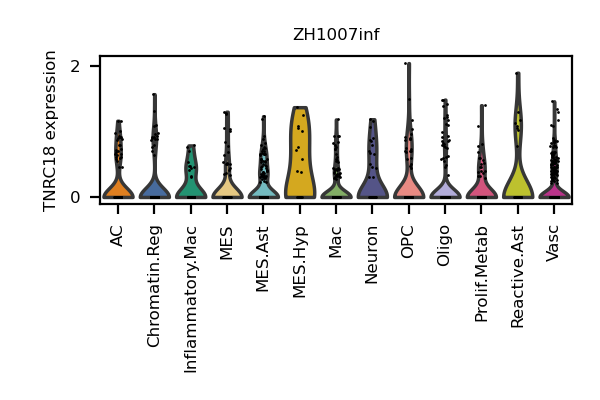 ZH1007inf
TNRC18 expression
2
0
AC
Chromatin.Reg
Inflammatory.Mac
MES
MES.Ast
MES.Hyp
Mac
Neuron
OPC
Oligo
Prolif.Metab
Reactive.Ast
Vasc